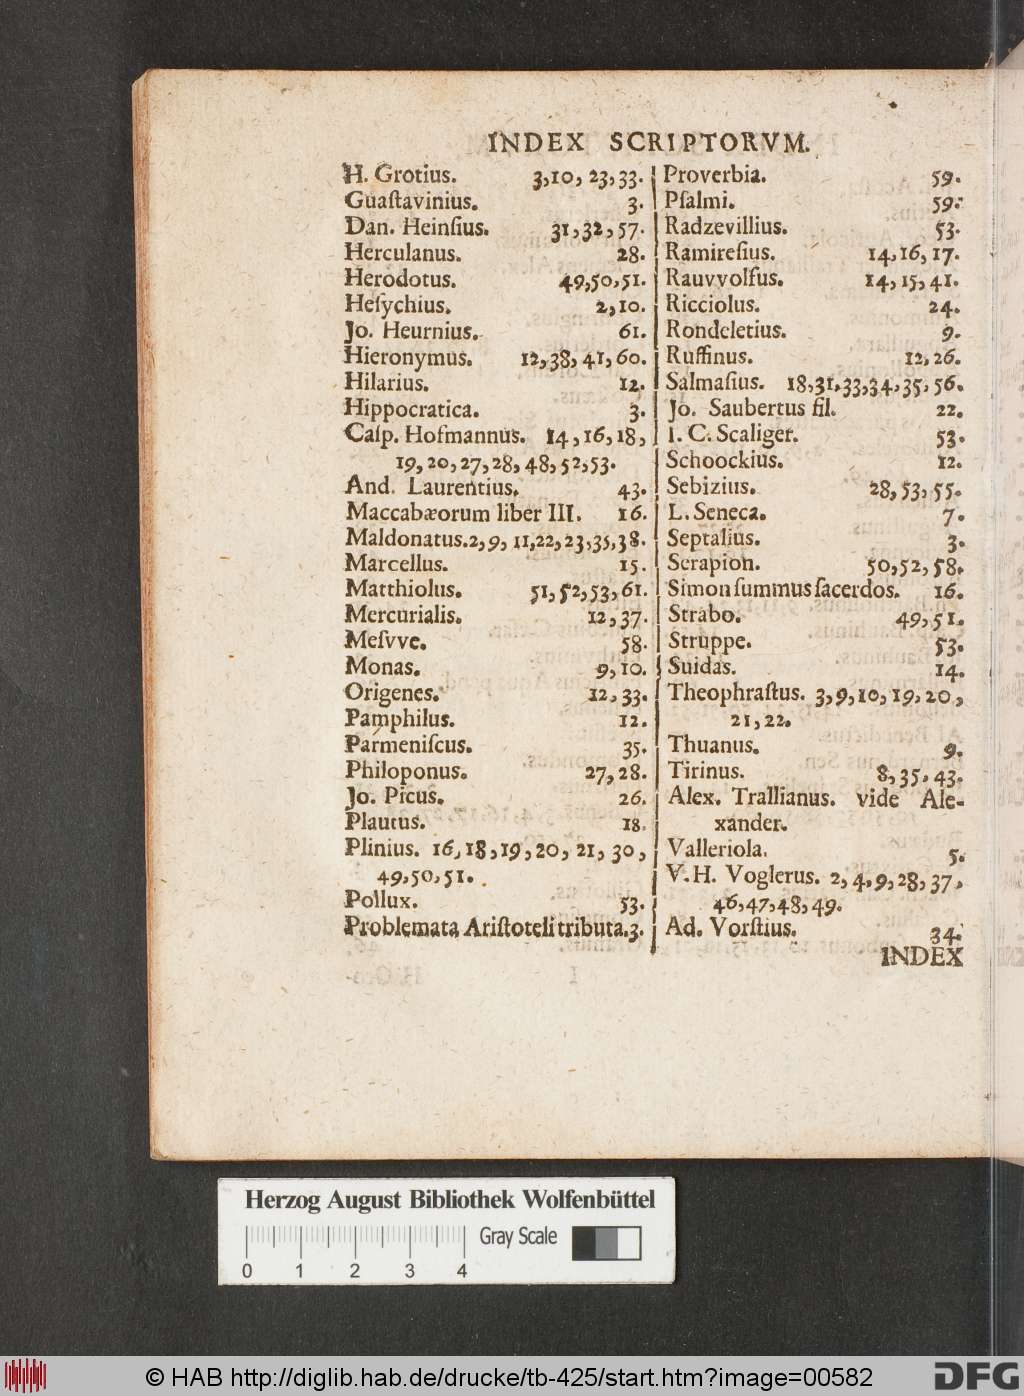 INDEX SCRIPTORVM.
H. Grotius. 3,10, 23,33.
Guaſtavinius. 3.
Dan. Heinſius. 31,32,57.
Herculanus. 28.
Herodotus. 49,50,51.
Heſychius. 2,10.
Jo. Heurnius. 61.
Hieronymus. 12,38,41,60.
Hilarius. 12.
Hippocratica. 3.
Caſp. Hofmannus. 14,16,18,
19,20,27,28,48,52,53.
And. Laurentius. 43.
Maccabæorum liber III. 16.
Maldonatus.2,9,11,22,23,35,38.
Marcellus. 15.
Matthiolus. 51,52,53,61.
Mercurialis. 12,37.
Meſvve. 58.
Monas. 9,10.
Origenes. 12,33.
Pamphilus. 12.
Parmeniſcus. 35.
Philoponus. 27,28.
Jo. Picus. 26.
Plautus. 18.
Plinius. 16,18,19,20,21,30,
49,50,51.
Pollux. 53.
Problemata Ariſtoteli tributa.3.
Proverbia. 59.
Pſalmi. 59.
Radzevillius. 53.
Ramireſius. 14,16,17.
Rauvvolfus. 14,15,41.
Ricciolus. 24.
Rondeletius. 9.
Ruffinus. 12,26.
Salmaſius. 18,31,33,34,35,56.
Jo. Saubertus fil. 22.
I. C. Scaliger. 53.
Schoockius. 12.
Sebizius. 28,53,55.
L. Seneca. 7.
Septalius. 3.
Serapion. 50,52,58.
Simon ſummus ſacerdos. 16.
Strabo. 49,51.
Struppe. 53.
Suidas. 14.
Theophraſtus. 3,9,10,19,20,
21,22.
Thuanus. 9.
Tirinus. 8,35,43.
Alex. Trallianus. vide Ale-
xander.
Valleriola. 5.
V. H. Voglerus. 2,4,9,28,37,
46,47,48,49.
Ad. Vorſtius. 34.
INDEX
Herzog August Bibliothek Wolfenbüttel
Gray Scale
0 1 2 3 4
© HAB http://diglib.hab.de/drucke/tb-425/start.htm?image=00582
DFG